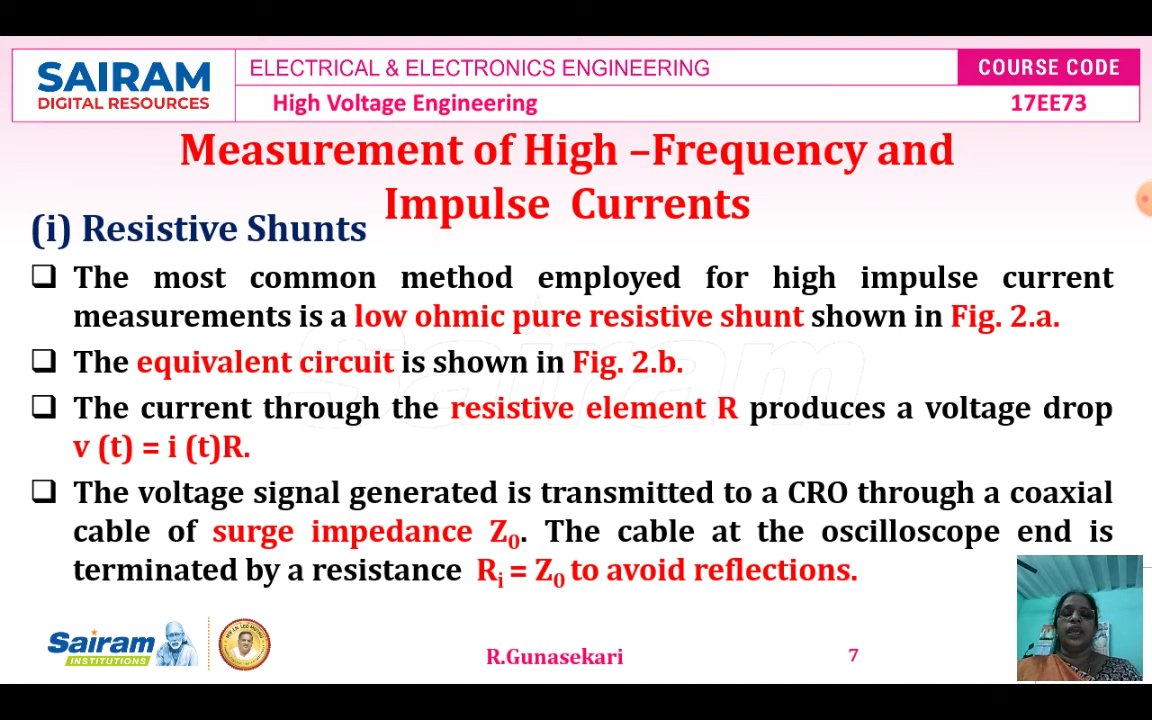 SAIRAM
DIGITAL RESOURCES
ELECTRICAL & ELECTRONICS ENGINEERING
COURSE CODE
High Voltage Engineering
17EE73
Measurement of High –Frequency and
Impulse Currents
(i) Resistive Shunts
❑ The most common method employed for high impulse current
measurements is a low ohmic pure resistive shunt shown in Fig. 2.a.
❑ The equivalent circuit is shown in Fig. 2.b.
❑ The current through the resistive element R produces a voltage drop
v (t) = i (t)R.
❑ The voltage signal generated is transmitted to a CRO through a coaxial
cable of surge impedance Z₀. The cable at the oscilloscope end is
terminated by a resistance Rᵢ = Z₀ to avoid reflections.
Sairam
Sairam
INSTITUTIONS
R.Gunasekari
7